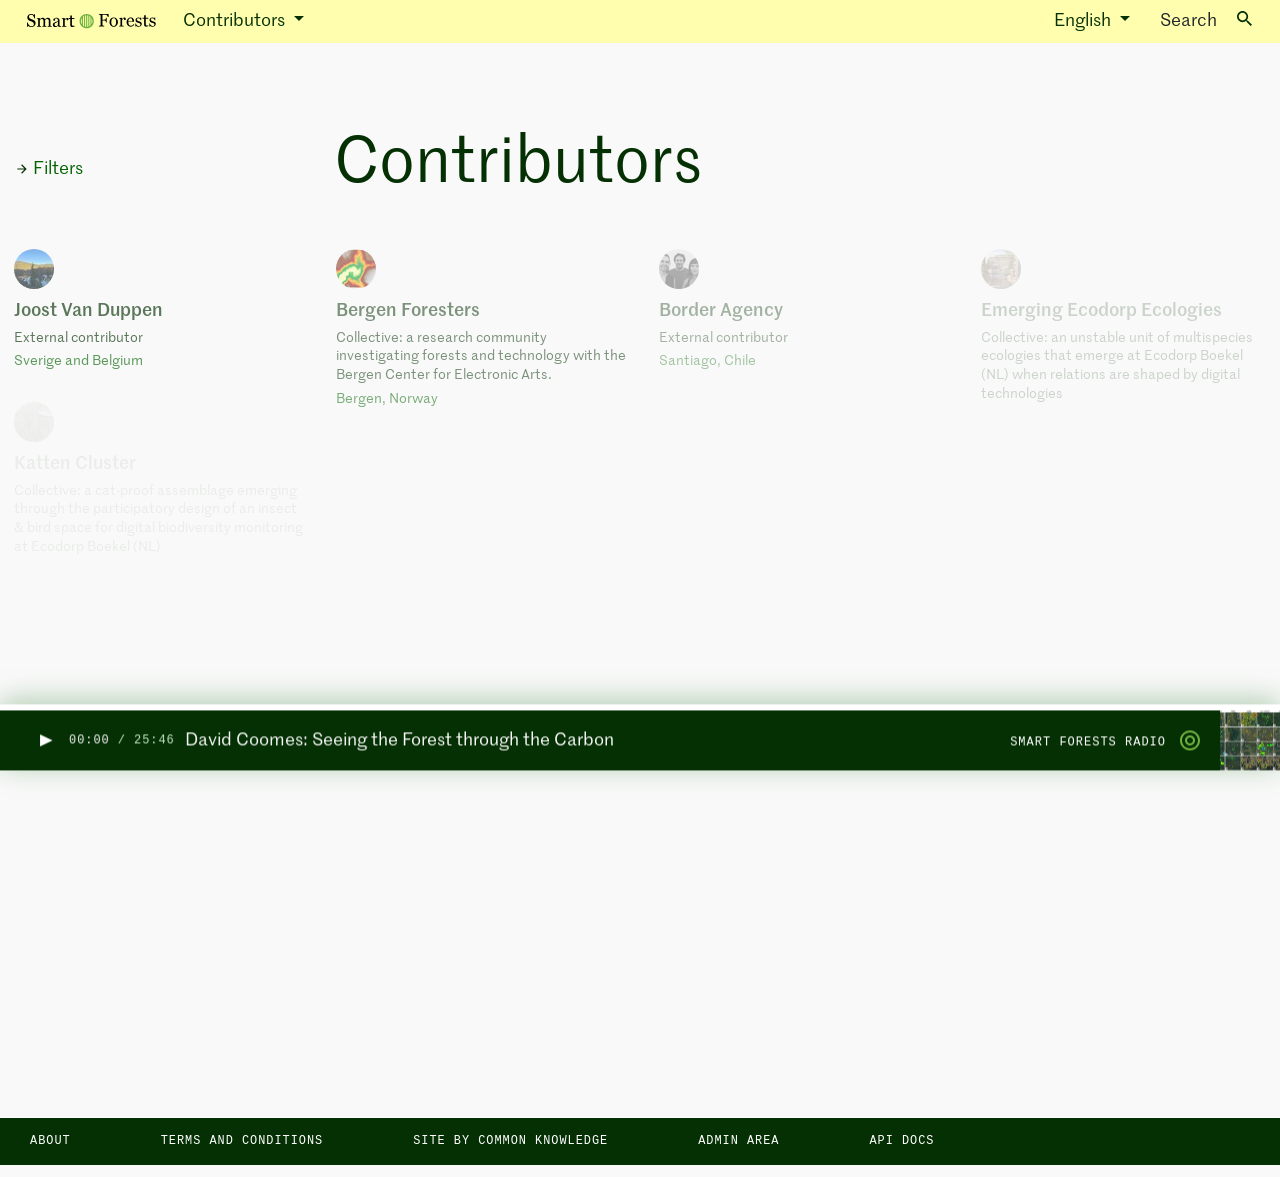 Smart Forests
Contributors
English
Search
Filters
Contributors
Joost Van Duppen
External contributor
Sverige and Belgium
Bergen Foresters
Collective: a research community
investigating forests and technology with the
Bergen Center for Electronic Arts.
Bergen, Norway
Border Agency
External contributor
Santiago, Chile
Emerging Ecodorp Ecologies
Collective: an unstable unit of multispecies
ecologies that emerge at Ecodorp Boekel
(NL) when relations are shaped by digital
technologies
Katten Cluster
Collective: a cat-proof assemblage emerging
through the participatory design of an insect
& bird space for digital biodiversity monitoring
at Ecodorp Boekel (NL)
00:00 / 25:46 David Coomes: Seeing the Forest through the Carbon
SMART FORESTS RADIO
ABOUT
TERMS AND CONDITIONS
SITE BY COMMON KNOWLEDGE
ADMIN AREA
API DOCS